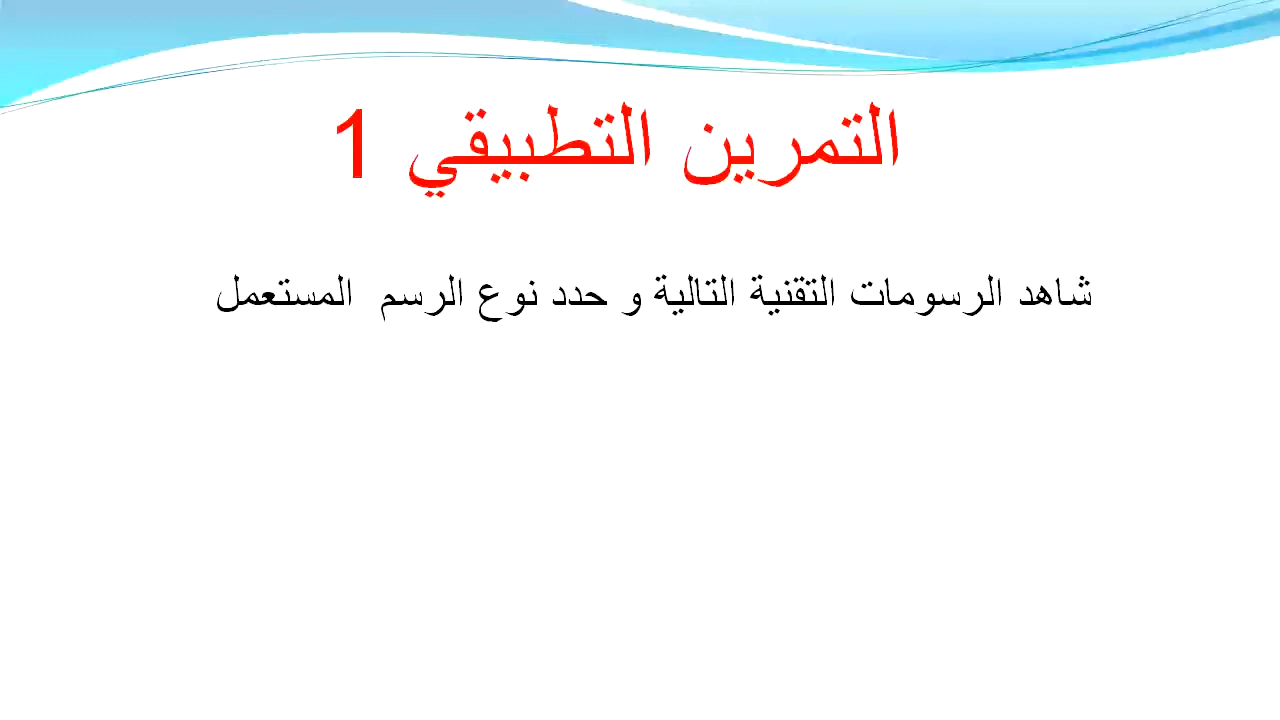 التمرين التطبيقي 1
شاهد الرسومات التقنية التالية و حدد نوع الرسم المستعمل